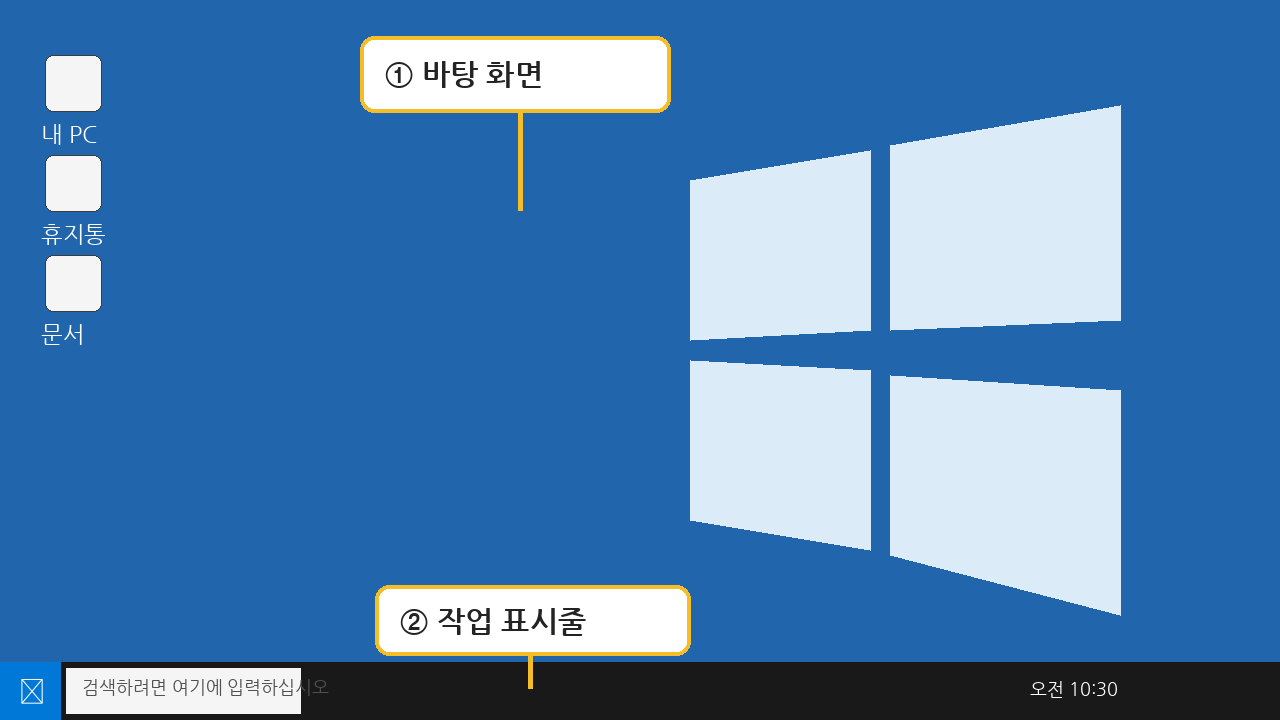 ① 바탕 화면
내 PC
휴지통
문서
② 작업 표시줄
검색하려면 여기에 입력하십시오
오전 10:30